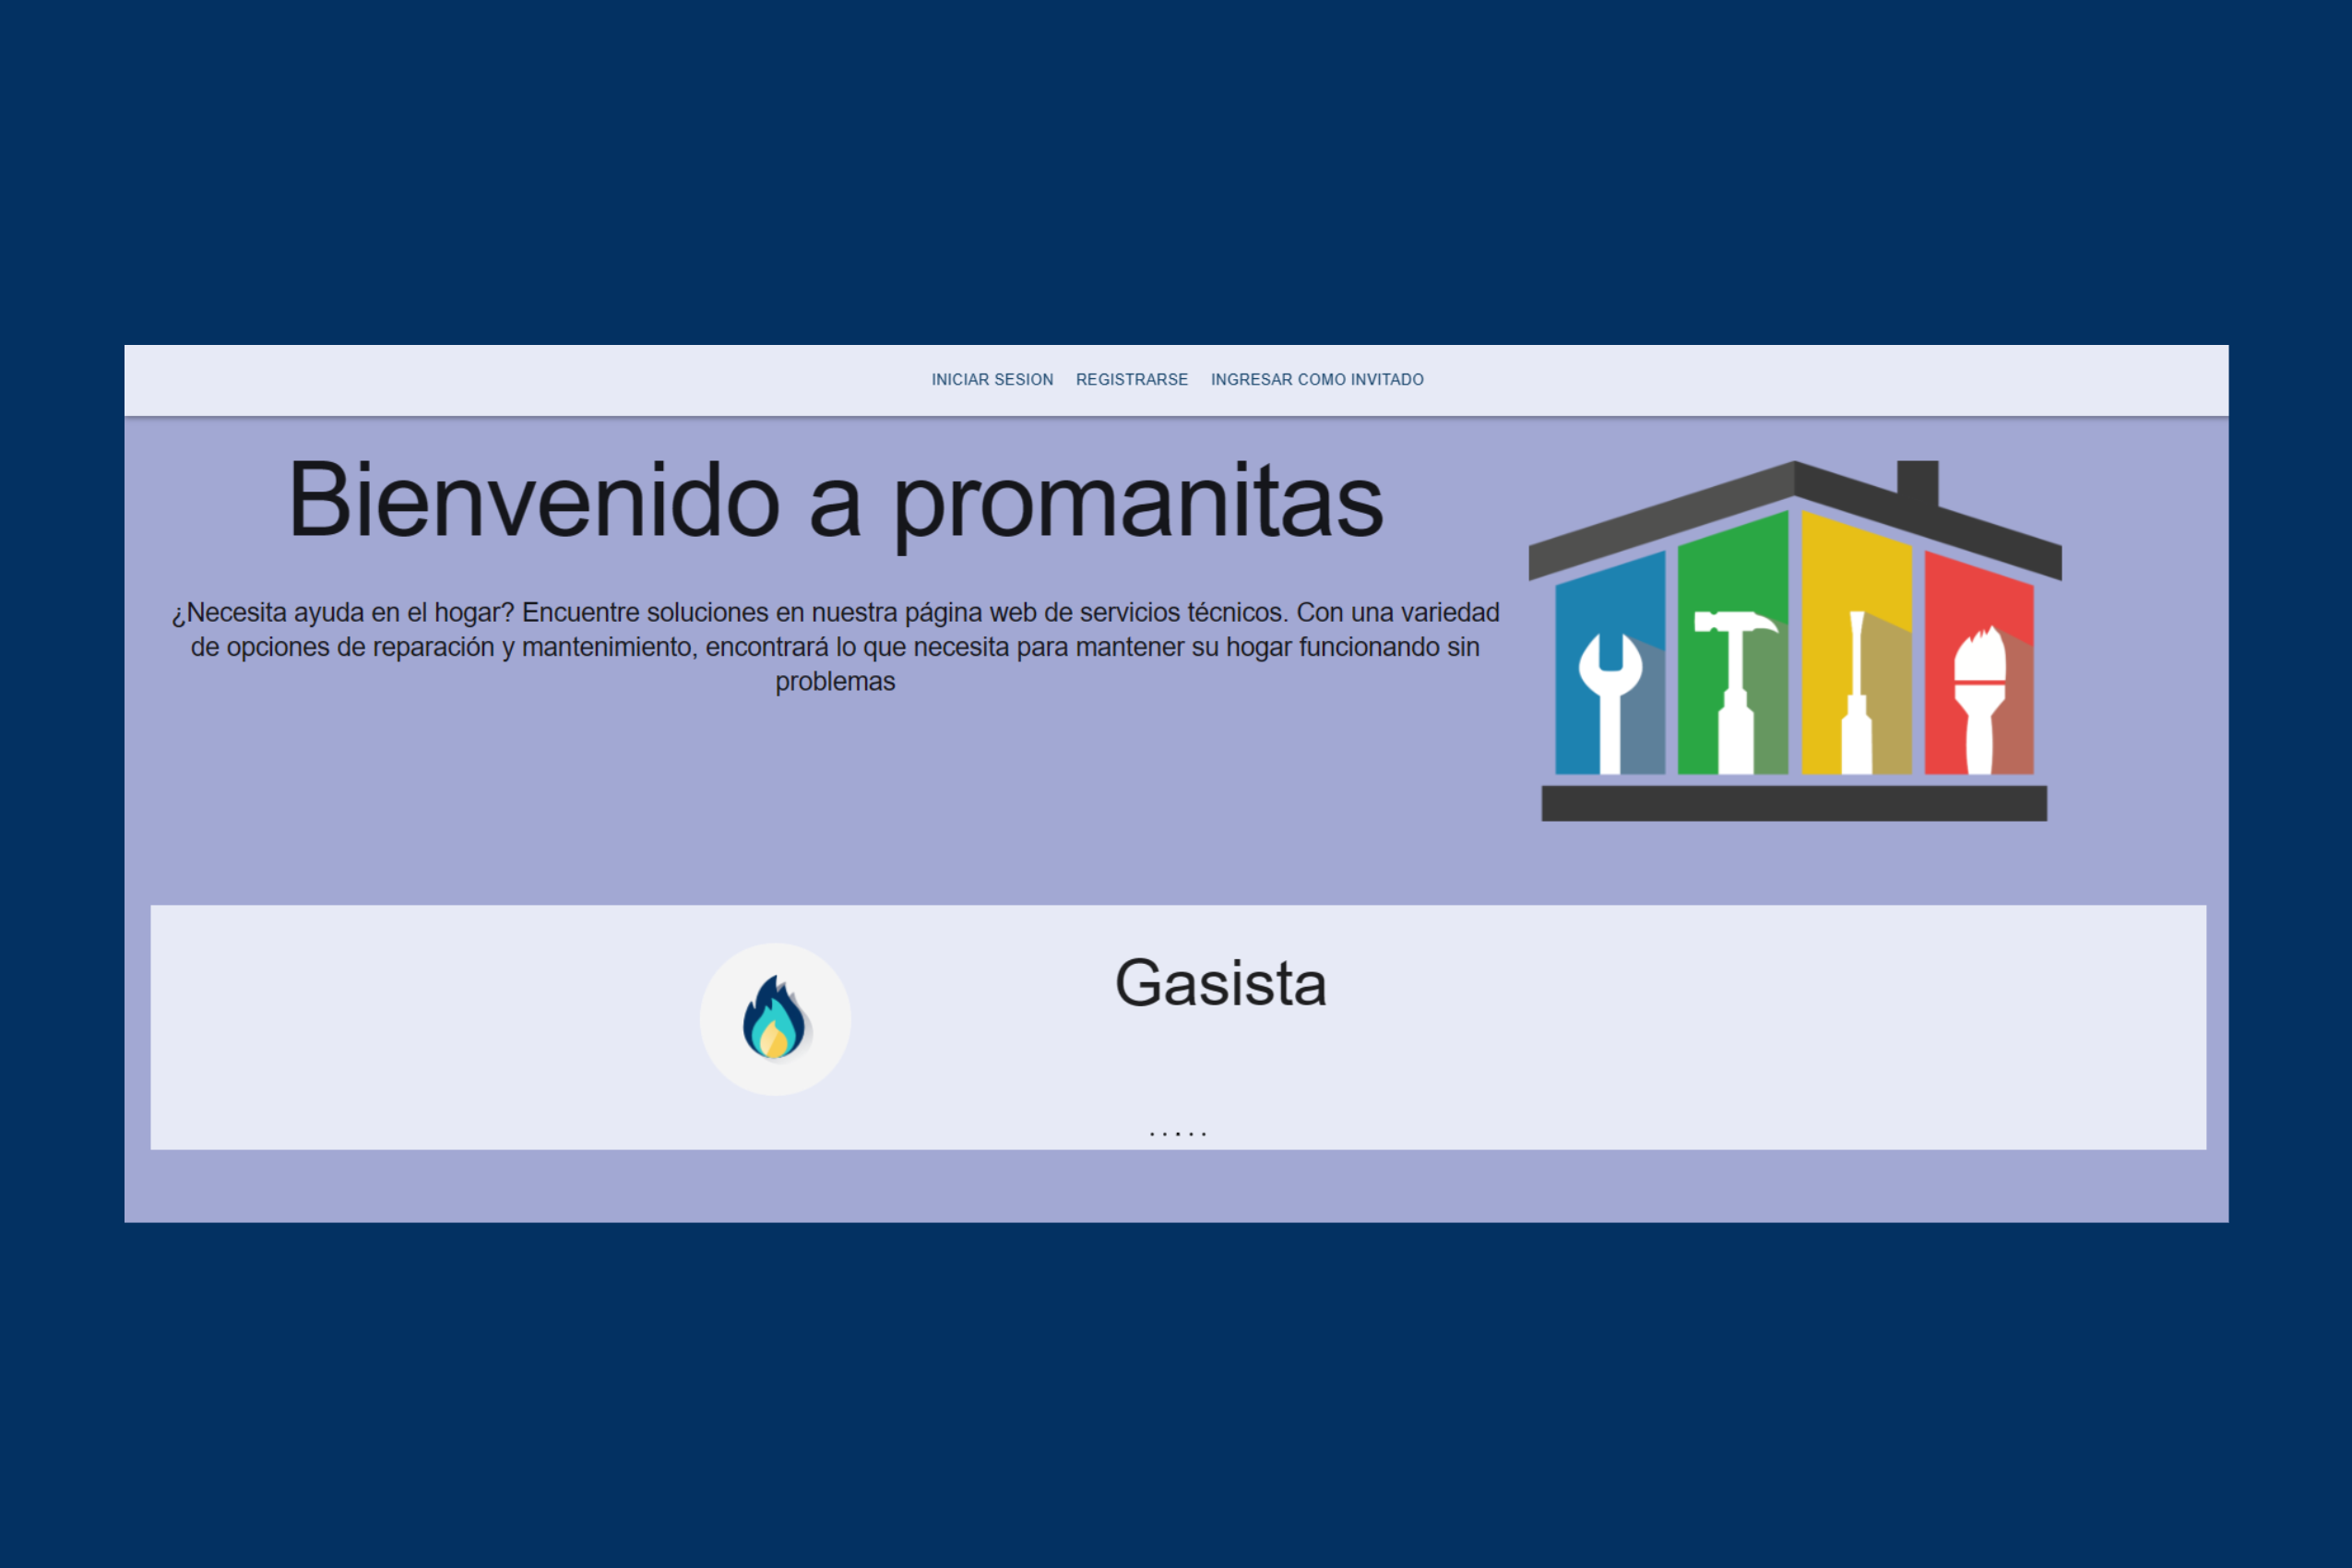 INICIAR SESION REGISTRARSE INGRESAR COMO INVITADO
Bienvenido a promanitas
¿Necesita ayuda en el hogar? Encuentre soluciones en nuestra página web de servicios técnicos. Con una variedad
de opciones de reparación y mantenimiento, encontrará lo que necesita para mantener su hogar funcionando sin
problemas
Gasista
. . . . .